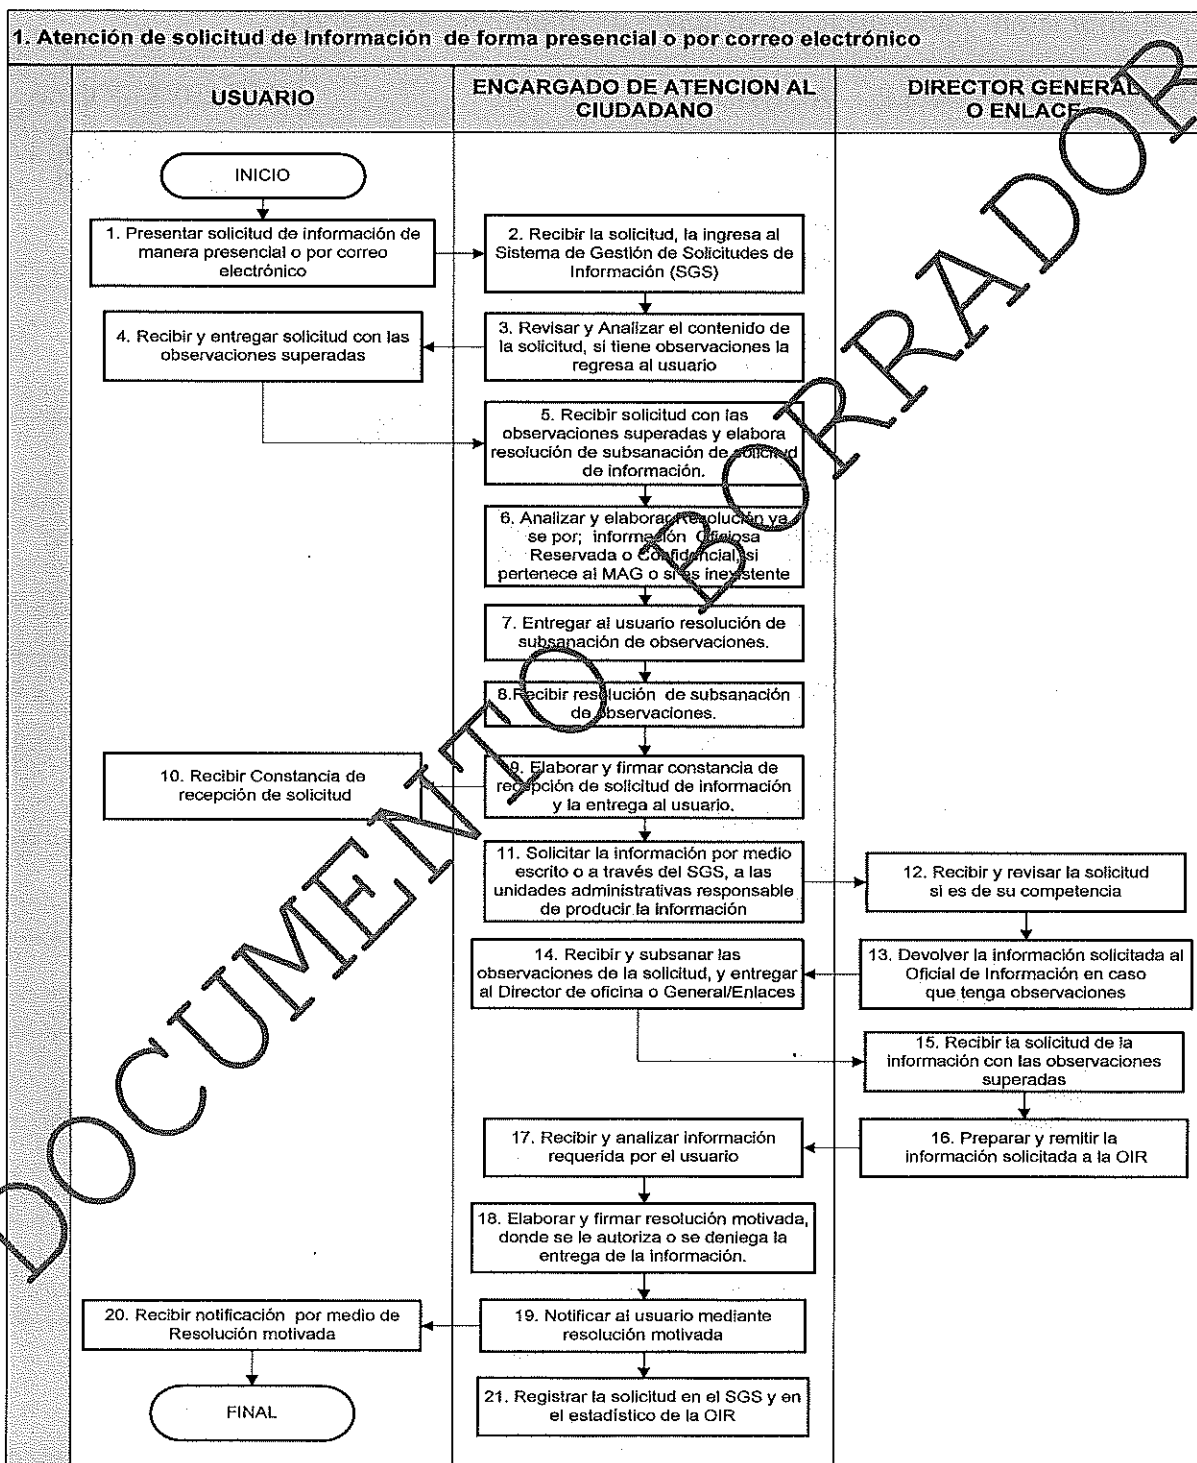 1. Atención de solicitud de Información de forma presencial o por correo electrónico
USUARIO
ENCARGADO DE ATENCION AL
CIUDADANO
DIRECTOR GENERAL
O ENLACE
INICIO
1. Presentar solicitud de información de
manera presencial o por correo
electrónico
2. Recibir la solicitud, la ingresa al
Sistema de Gestión de Solicitudes de
Información (SGS)
3. Revisar y Analizar el contenido de
la solicitud, si tiene observaciones la
regresa al usuario
4. Recibir y entregar solicitud con las
observaciones superadas
5. Recibir solicitud con las
observaciones superadas y elabora
resolución de subsanación de solicitud
de información.
6. Analizar y elaborar Resolución ya
se por; información Oficiosa
Reservada o Confidencial, si
pertenece al MAG o si es inexistente
7. Entregar al usuario resolución de
subsanación de observaciones.
8.Recibir resolución de subsanación
de observaciones.
9. Elaborar y firmar constancia de
recepción de solicitud de información
y la entrega al usuario.
10. Recibir Constancia de
recepción de solicitud
11. Solicitar la información por medio
escrito o a través del SGS, a las
unidades administrativas responsable
de producir la información
12. Recibir y revisar la solicitud
si es de su competencia
13. Devolver la información solicitada al
Oficial de Información en caso
que tenga observaciones
14. Recibir y subsanar las
observaciones de la solicitud, y entregar
al Director de oficina o General/Enlaces
15. Recibir la solicitud de la
información con las observaciones
superadas
16. Preparar y remitir la
información solicitada a la OIR
17. Recibir y analizar información
requerida por el usuario
18. Elaborar y firmar resolución motivada,
donde se le autoriza o se deniega la
entrega de la información.
19. Notificar al usuario mediante
resolución motivada
20. Recibir notificación por medio de
Resolución motivada
FINAL
21. Registrar la solicitud en el SGS y en
el estadístico de la OIR
DOCUMENTO BORRADOR